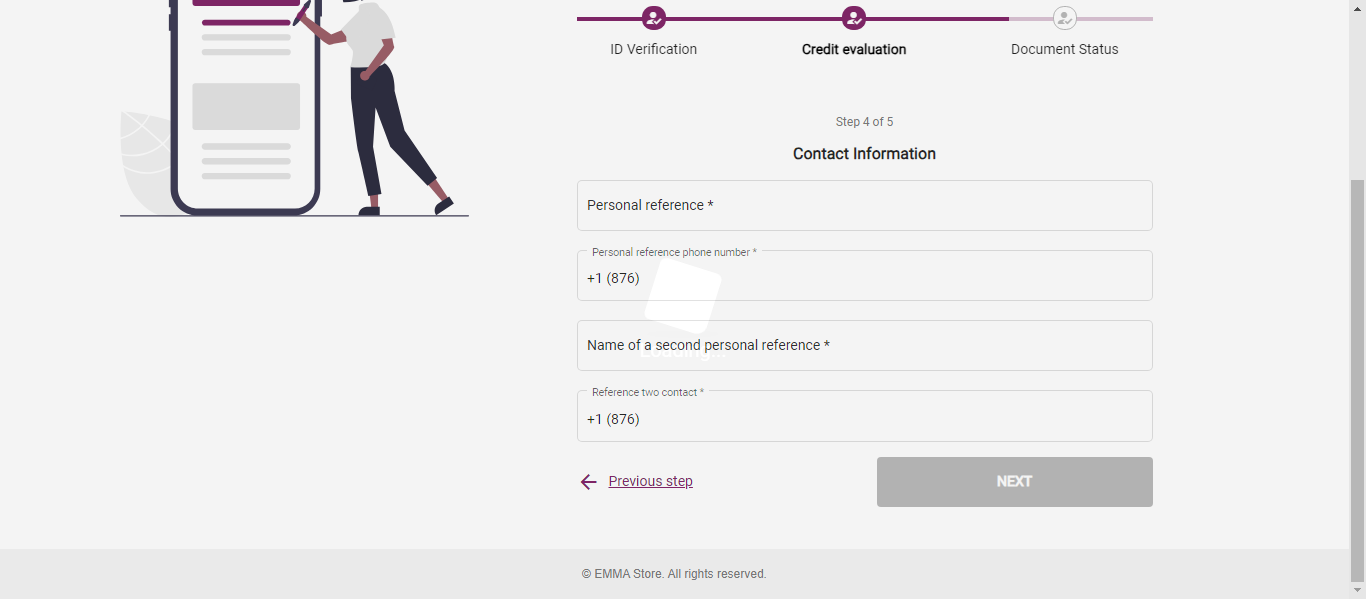 ID Verification
Credit evaluation
Document Status
Step 4 of 5
Contact Information
Personal reference *
Personal reference phone number *
+1 (876)
Name of a second personal reference *
Loading...
Reference two contact *
+1 (876)
Previous step
NEXT
© EMMA Store. All rights reserved.